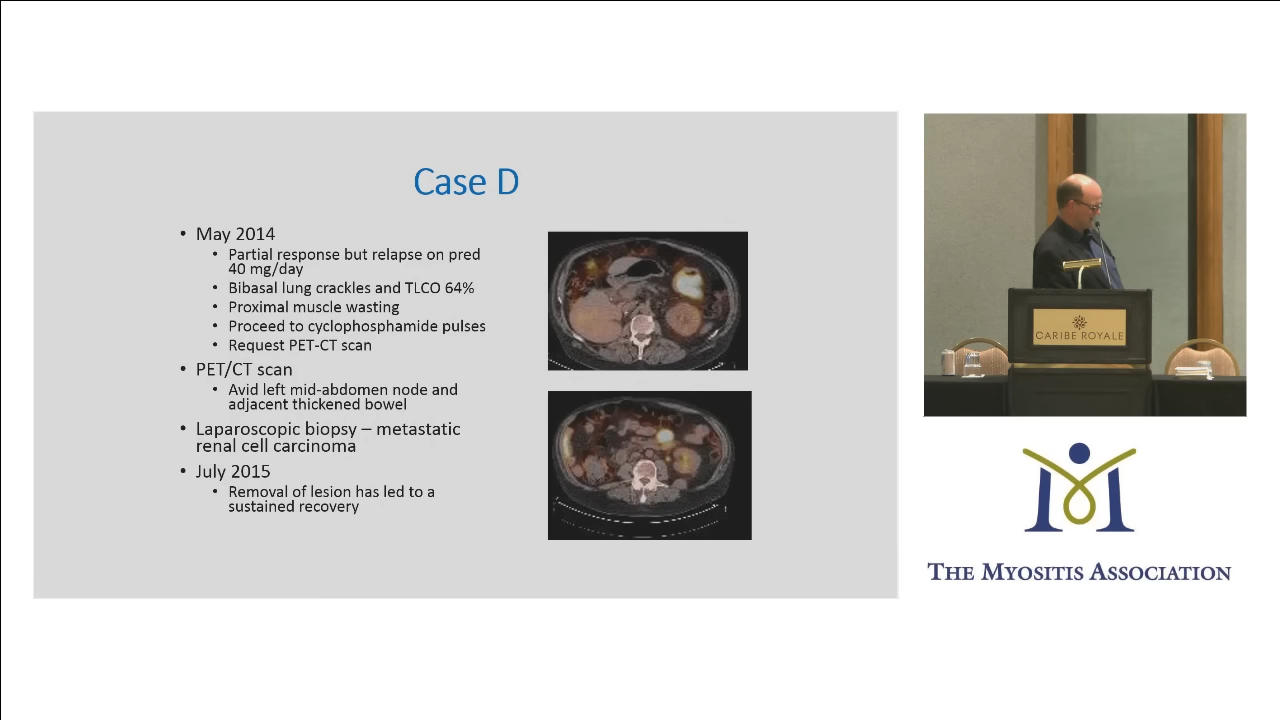 Case D
• May 2014
• Partial response but relapse on pred
40 mg/day
• Bibasal lung crackles and TLCO 64%
• Proximal muscle wasting
• Proceed to cyclophosphamide pulses
• Request PET-CT scan
• PET/CT scan
• Avid left mid-abdomen node and
adjacent thickened bowel
• Laparoscopic biopsy – metastatic
renal cell carcinoma
• July 2015
• Removal of lesion has led to a
sustained recovery
CARIBE ROYALE
THE MYOSITIS ASSOCIATION